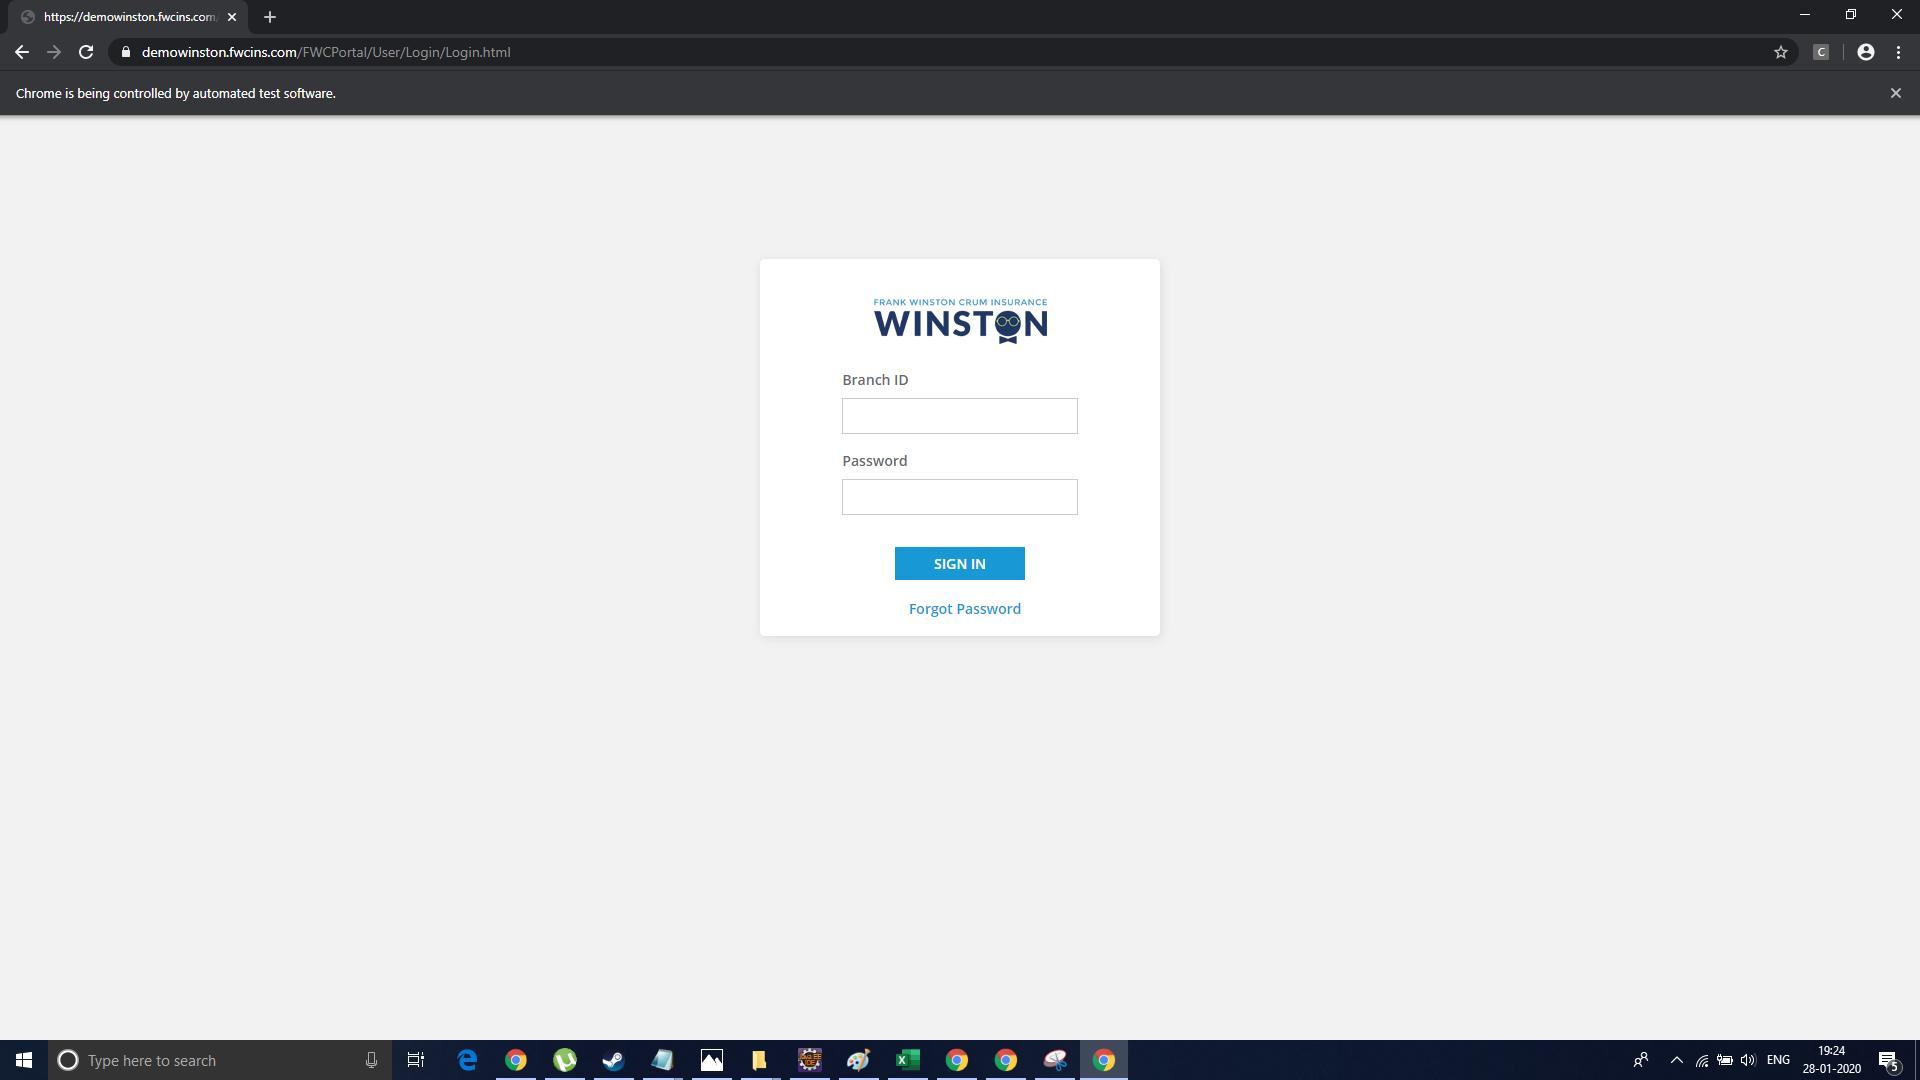 https://demowinston.fwcins.com/
demowinston.fwcins.com/FWCPortal/User/Login/Login.html
C
Chrome is being controlled by automated test software.
FRANK WINSTON CRUM INSURANCE
WINSTON
Branch ID
Password
SIGN IN
Forgot Password
Type here to search
ENG
19:24
28-01-2020
5